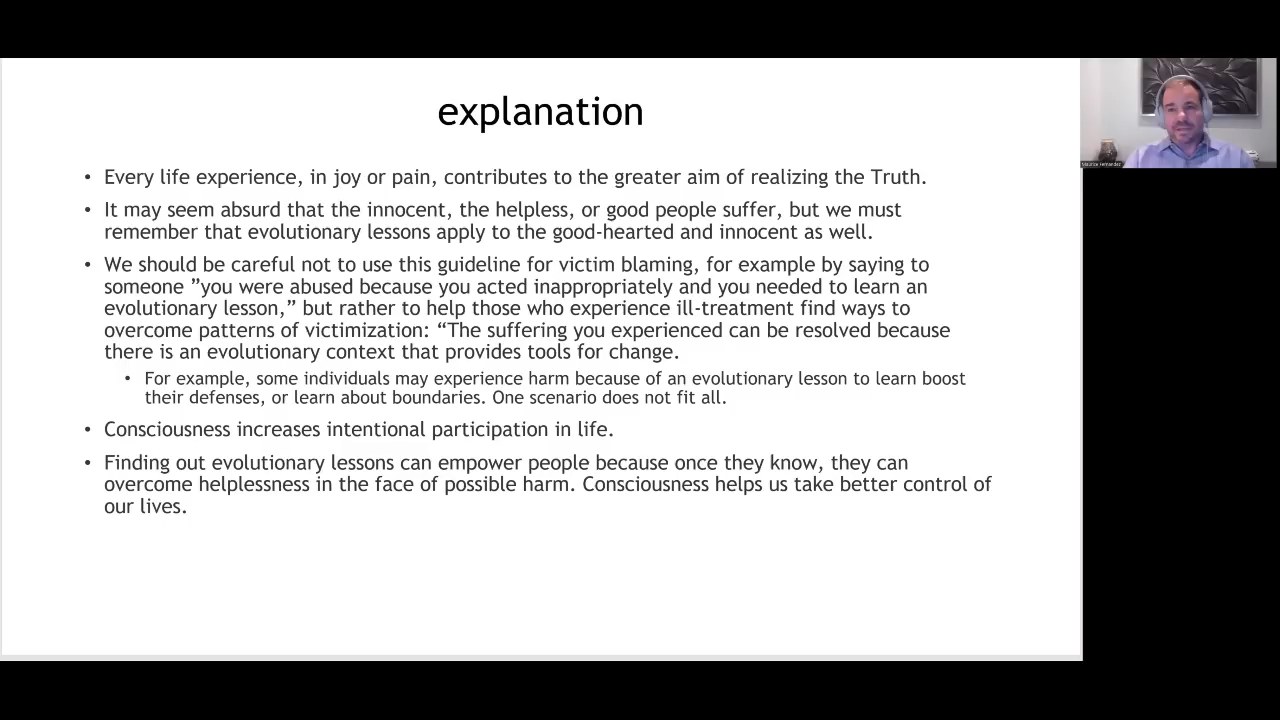 explanation
• Every life experience, in joy or pain, contributes to the greater aim of realizing the Truth.
• It may seem absurd that the innocent, the helpless, or good people suffer, but we must
remember that evolutionary lessons apply to the good-hearted and innocent as well.
• We should be careful not to use this guideline for victim blaming, for example by saying to
someone ”you were abused because you acted inappropriately and you needed to learn an
evolutionary lesson,” but rather to help those who experience ill-treatment find ways to
overcome patterns of victimization: “The suffering you experienced can be resolved because
there is an evolutionary context that provides tools for change.
• For example, some individuals may experience harm because of an evolutionary lesson to learn boost
their defenses, or learn about boundaries. One scenario does not fit all.
• Consciousness increases intentional participation in life.
• Finding out evolutionary lessons can empower people because once they know, they can
overcome helplessness in the face of possible harm. Consciousness helps us take better control of
our lives.
Maurice Fernandez